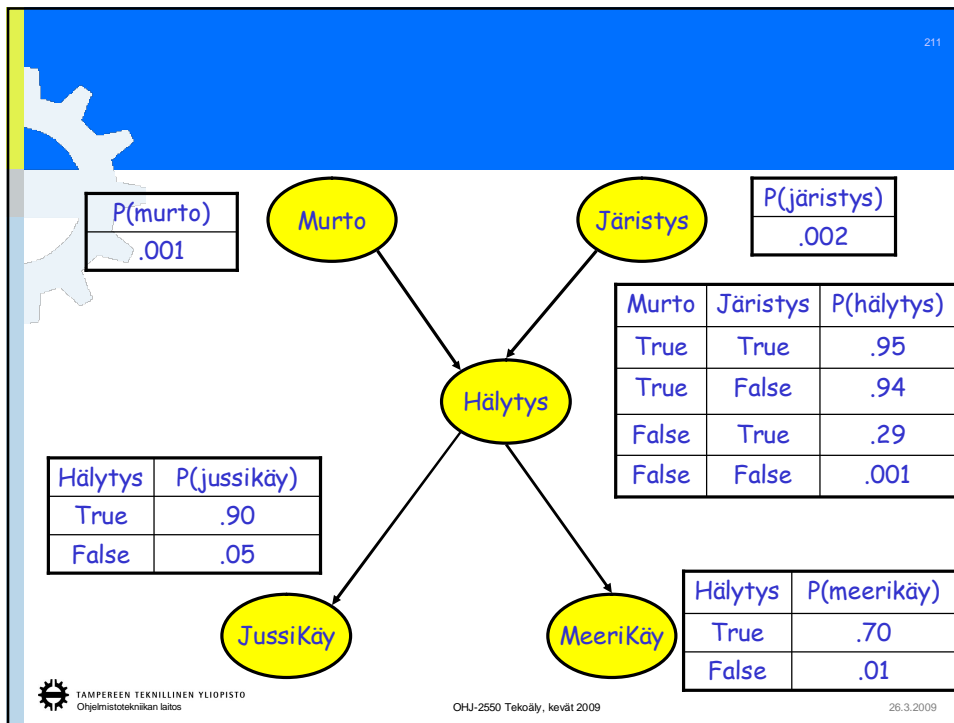 211
P(murto)
.001
Murto
Järistys
P(järistys)
.002
Murto Järistys P(hälytys)
True True .95
True False .94
False True .29
False False .001
Hälytys
Hälytys P(jussikäy)
True .90
False .05
JussiKäy
MeeriKäy
Hälytys P(meerikäy)
True .70
False .01
TAMPEREEN TEKNILLINEN YLIOPISTO
Ohjelmistotekniikan laitos
OHJ-2550 Tekoäly, kevät 2009
26.3.2009